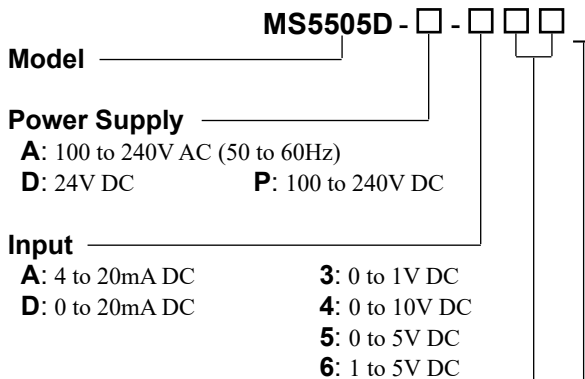 MS5505D - □ - □ □ □
Model
Power Supply
A: 100 to 240V AC (50 to 60Hz)
D: 24V DC P: 100 to 240V DC
Input
A: 4 to 20mA DC 3: 0 to 1V DC
D: 0 to 20mA DC 4: 0 to 10V DC
5: 0 to 5V DC
6: 1 to 5V DC